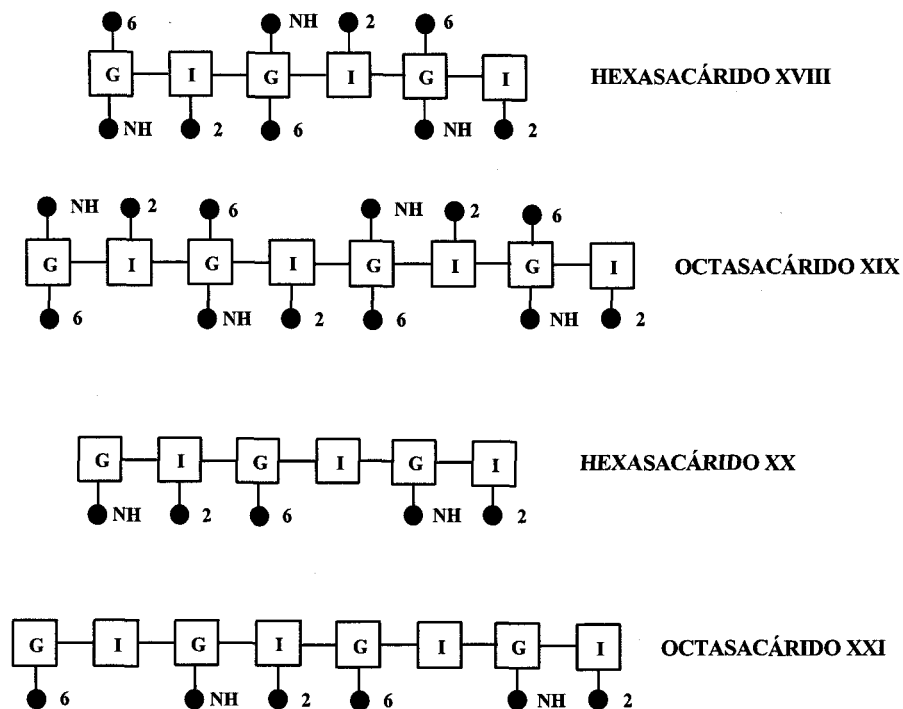 6 NH 2 6
G I G I G I HEXASACÁRIDO XVIII
NH 2 6 NH 2
NH 2 6 NH 2 6
G I G I G I G I OCTASACÁRIDO XIX
6 NH 2 6 NH 2
G I G I G I HEXASACÁRIDO XX
NH 2 6 NH 2
G I G I G I G I OCTASACÁRIDO XXI
6 NH 2 6 NH 2